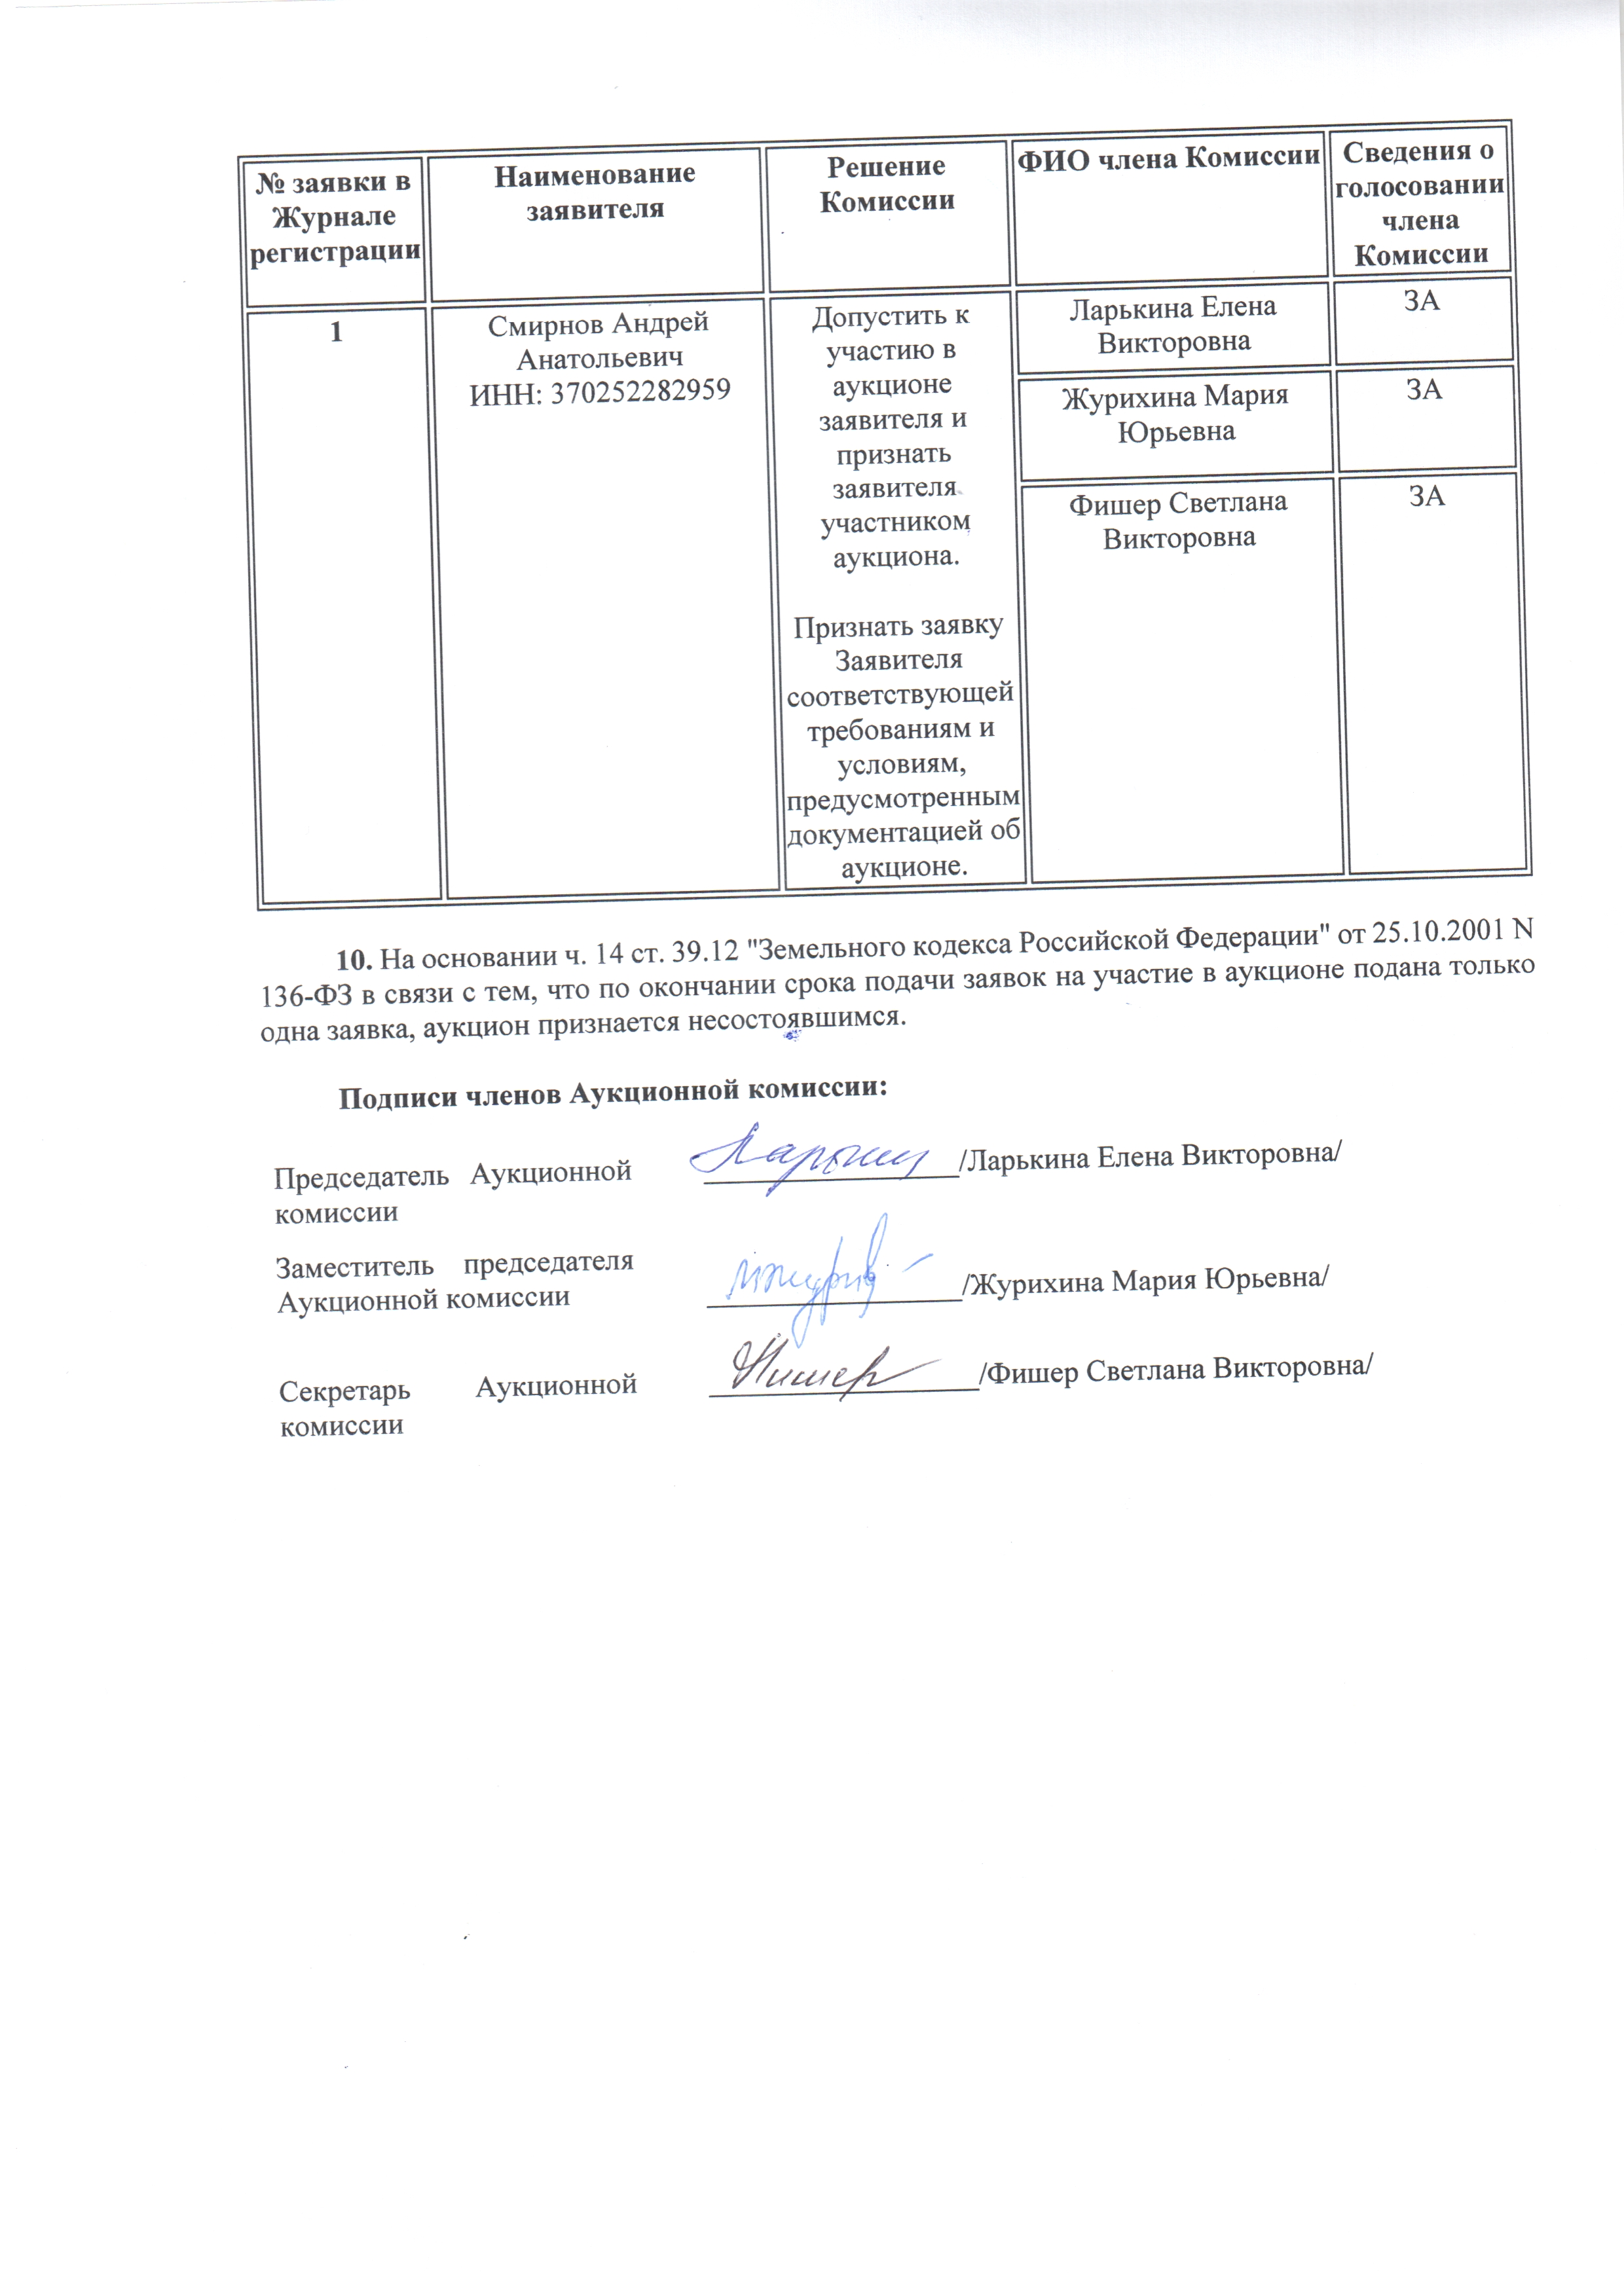 № заявки в
Журнале
регистрации
Наименование
заявителя
Решение
Комиссии
ФИО члена Комиссии
Сведения о
голосовании
члена
Комиссии
1
Смирнов Андрей
Анатольевич
ИНН: 370252282959
Допустить к
участию в
аукционе
заявителя и
признать
заявителя
участником
аукциона.
Признать заявку
Заявителя
соответствующей
требованиям и
условиям,
предусмотренным
документацией об
аукционе.
Ларькина Елена
Викторовна
ЗА
Журихина Мария
Юрьевна
ЗА
Фишер Светлана
Викторовна
ЗА
10. На основании ч. 14 ст. 39.12 "Земельного кодекса Российской Федерации" от 25.10.2001 N
136-ФЗ в связи с тем, что по окончании срока подачи заявок на участие в аукционе подана только
одна заявка, аукцион признается несостоявшимся.
Подписи членов Аукционной комиссии:
Председатель Аукционной
комиссии
/Ларькина Елена Викторовна/
Заместитель председателя
Аукционной комиссии
/Журихина Мария Юрьевна/
Секретарь Аукционной
комиссии
/Фишер Светлана Викторовна/